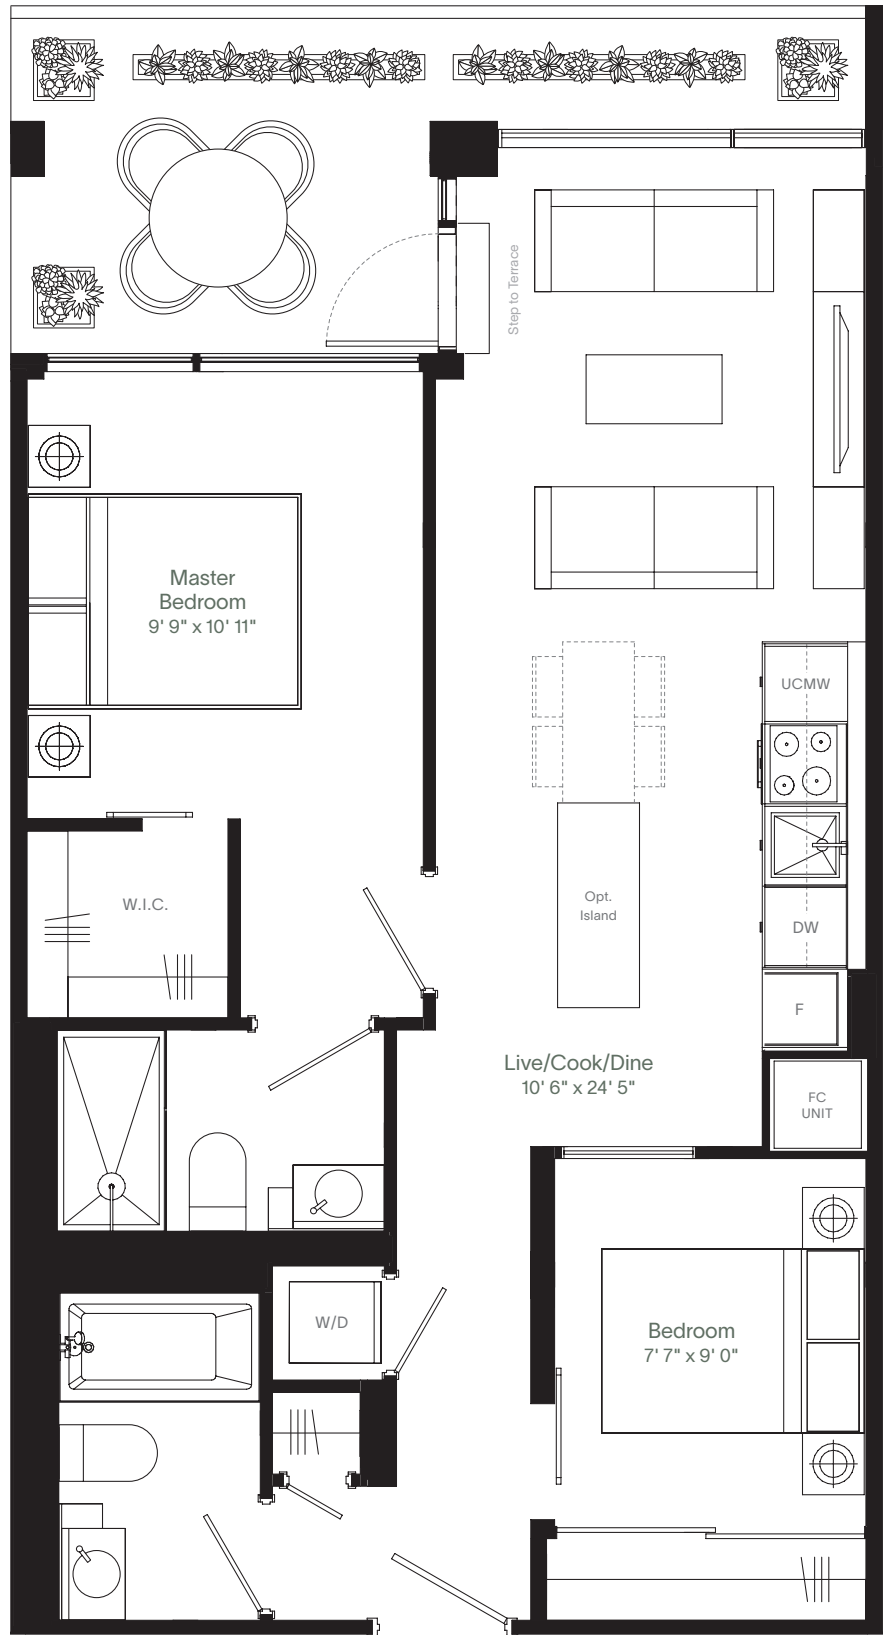 Step to Terrace
Master
Bedroom
9' 9" x 10' 11"
UCMW
W.I.C.
Opt.
Island
DW
F
Live/Cook/Dine
10' 6" x 24' 5"
FC
UNIT
W/D
Bedroom
7' 7" x 9' 0"